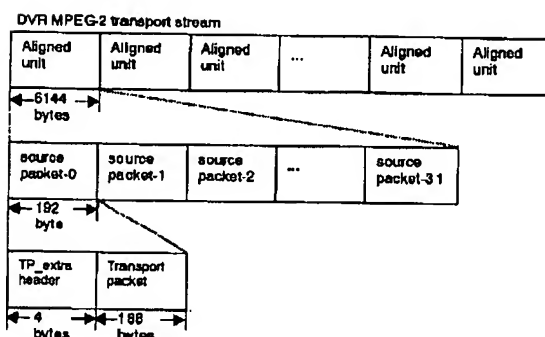 DVR MPEG-2 transport stream
Aligned unit Aligned unit Aligned unit ... Aligned unit Aligned unit
6144 bytes
source packet-0 source packet-1 source packet-2 ... source packet-31
192 byte
TP_extra header Transport packet
4 bytes 188 bytes